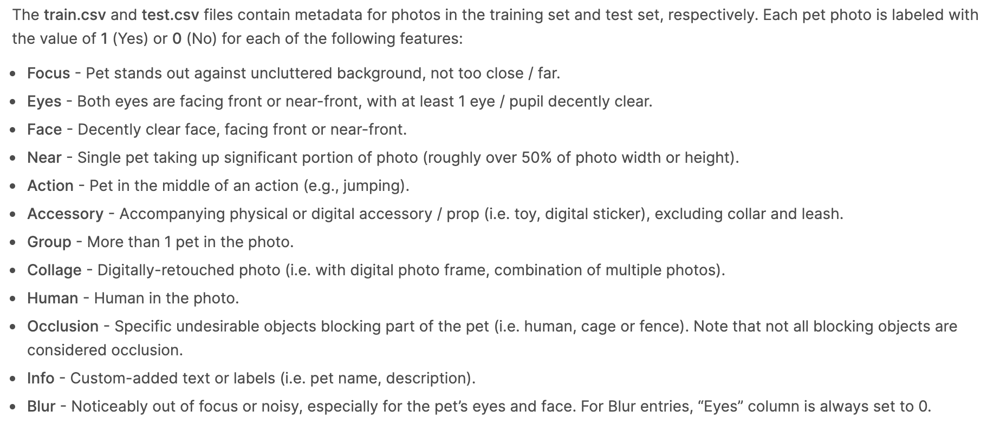 The train.csv and test.csv files contain metadata for photos in the training set and test set, respectively. Each pet photo is labeled with
the value of 1 (Yes) or 0 (No) for each of the following features:
• Focus - Pet stands out against uncluttered background, not too close / far.
• Eyes - Both eyes are facing front or near-front, with at least 1 eye / pupil decently clear.
• Face - Decently clear face, facing front or near-front.
• Near - Single pet taking up significant portion of photo (roughly over 50% of photo width or height).
• Action - Pet in the middle of an action (e.g., jumping).
• Accessory - Accompanying physical or digital accessory / prop (i.e. toy, digital sticker), excluding collar and leash.
• Group - More than 1 pet in the photo.
• Collage - Digitally-retouched photo (i.e. with digital photo frame, combination of multiple photos).
• Human - Human in the photo.
• Occlusion - Specific undesirable objects blocking part of the pet (i.e. human, cage or fence). Note that not all blocking objects are
considered occlusion.
• Info - Custom-added text or labels (i.e. pet name, description).
• Blur - Noticeably out of focus or noisy, especially for the pet’s eyes and face. For Blur entries, “Eyes” column is always set to 0.